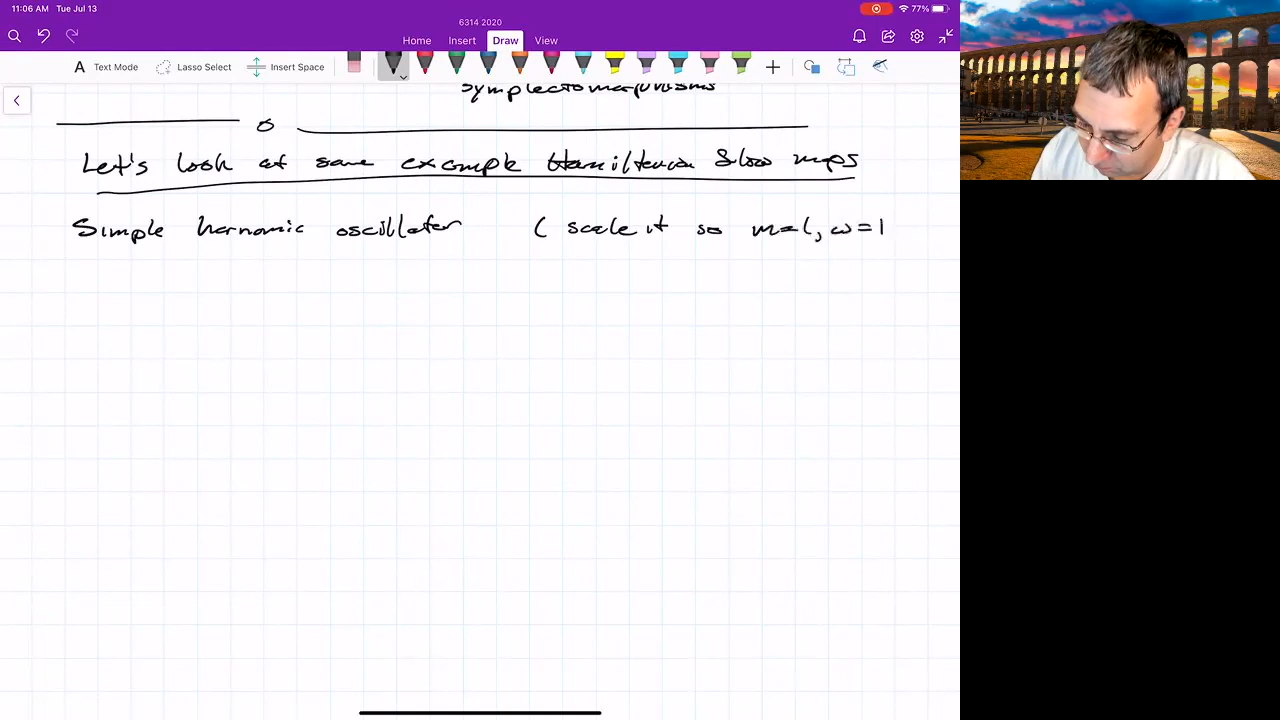 11:06 AM Tue Jul 13
77%
6314 2020
Home Insert Draw View
A Text Mode Lasso Select Insert Space
symplectomorphisms
Let's look at some example Hamiltonian flow maps
Simple harmonic oscillator ( scale it so m=1, ω=1